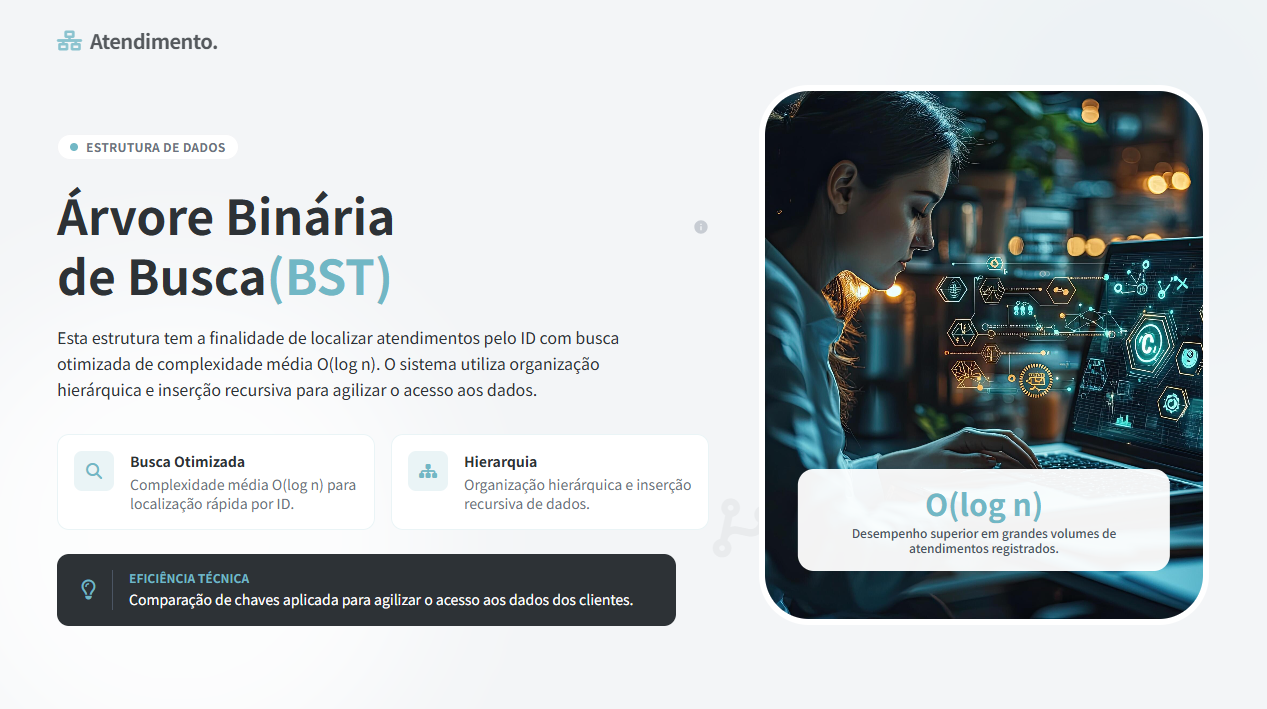 Atendimento.
ESTRUTURA DE DADOS
Árvore Binária
de Busca(BST)
Esta estrutura tem a finalidade de localizar atendimentos pelo ID com busca
otimizada de complexidade média O(log n). O sistema utiliza organização
hierárquica e inserção recursiva para agilizar o acesso aos dados.
Busca Otimizada
Complexidade média O(log n) para
localização rápida por ID.
Hierarquia
Organização hierárquica e inserção
recursiva de dados.
EFICIÊNCIA TÉCNICA
Comparação de chaves aplicada para agilizar o acesso aos dados dos clientes.
O(log n)
Desempenho superior em grandes volumes de
atendimentos registrados.